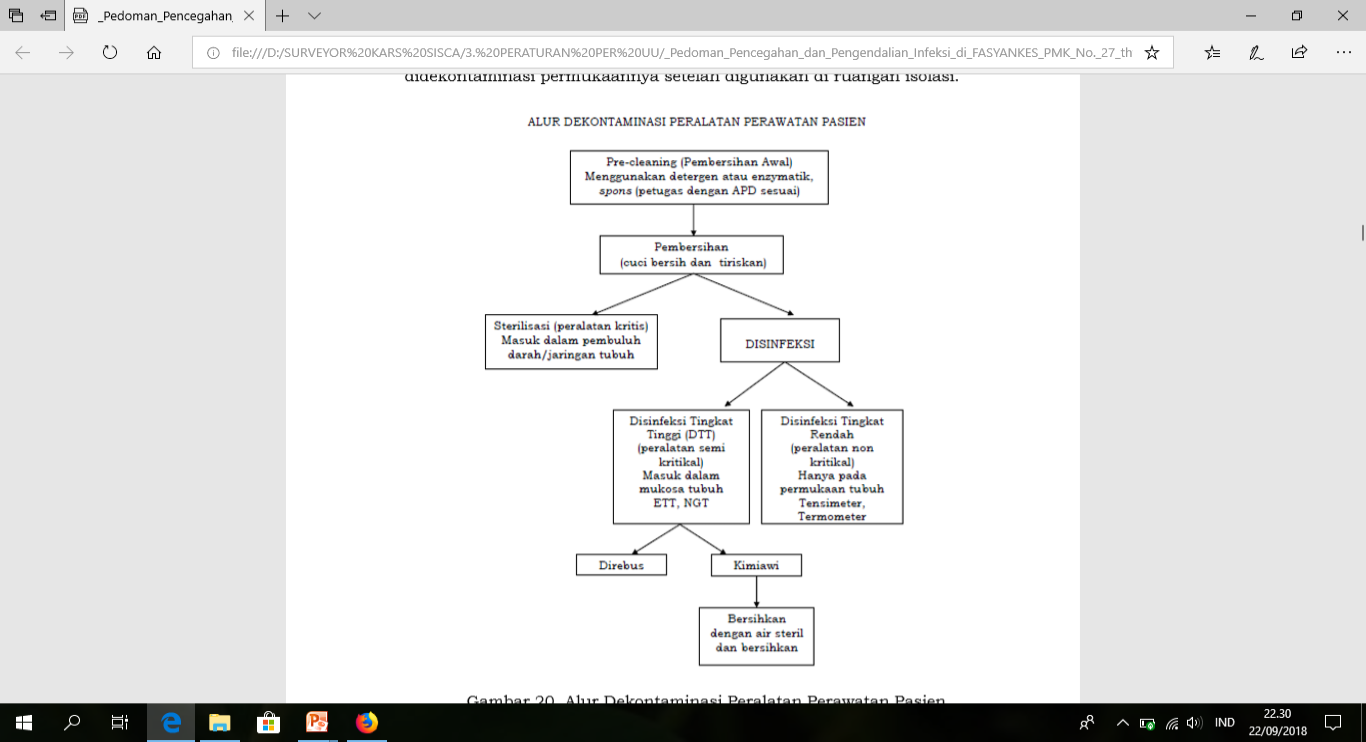 _Pedoman_Pencegahan_
file:///D:/SURVEYOR%20KARS%20SISCA/3.%20PERATURAN%20PER%20UU/_Pedoman_Pencegahan_dan_Pengendalian_Infeksi_di_FASYANKES_PMK_No._27_th
didekontaminasi permukaannya setelah digunakan di ruangan isolasi.
ALUR DEKONTAMINASI PERALATAN PERAWATAN PASIEN
Pre-cleaning (Pembersihan Awal)
Menggunakan detergen atau enzymatik,
spons (petugas dengan APD sesuai)
Pembersihan
(cuci bersih dan tiriskan)
Sterilisasi (peralatan kritis)
Masuk dalam pembuluh
darah/jaringan tubuh
DISINFEKSI
Disinfeksi Tingkat
Tinggi (DTT)
(peralatan semi
kritikal)
Masuk dalam
mukosa tubuh
ETT, NGT
Disinfeksi Tingkat
Rendah
(peralatan non
kritikal)
Hanya pada
permukaan tubuh
Tensimeter,
Termometer
Direbus
Kimiawi
Bersihkan
dengan air steril
dan bersihkan
Gambar 20. Alur Dekontaminasi Peralatan Perawatan Pasien
IND
22.30
22/09/2018